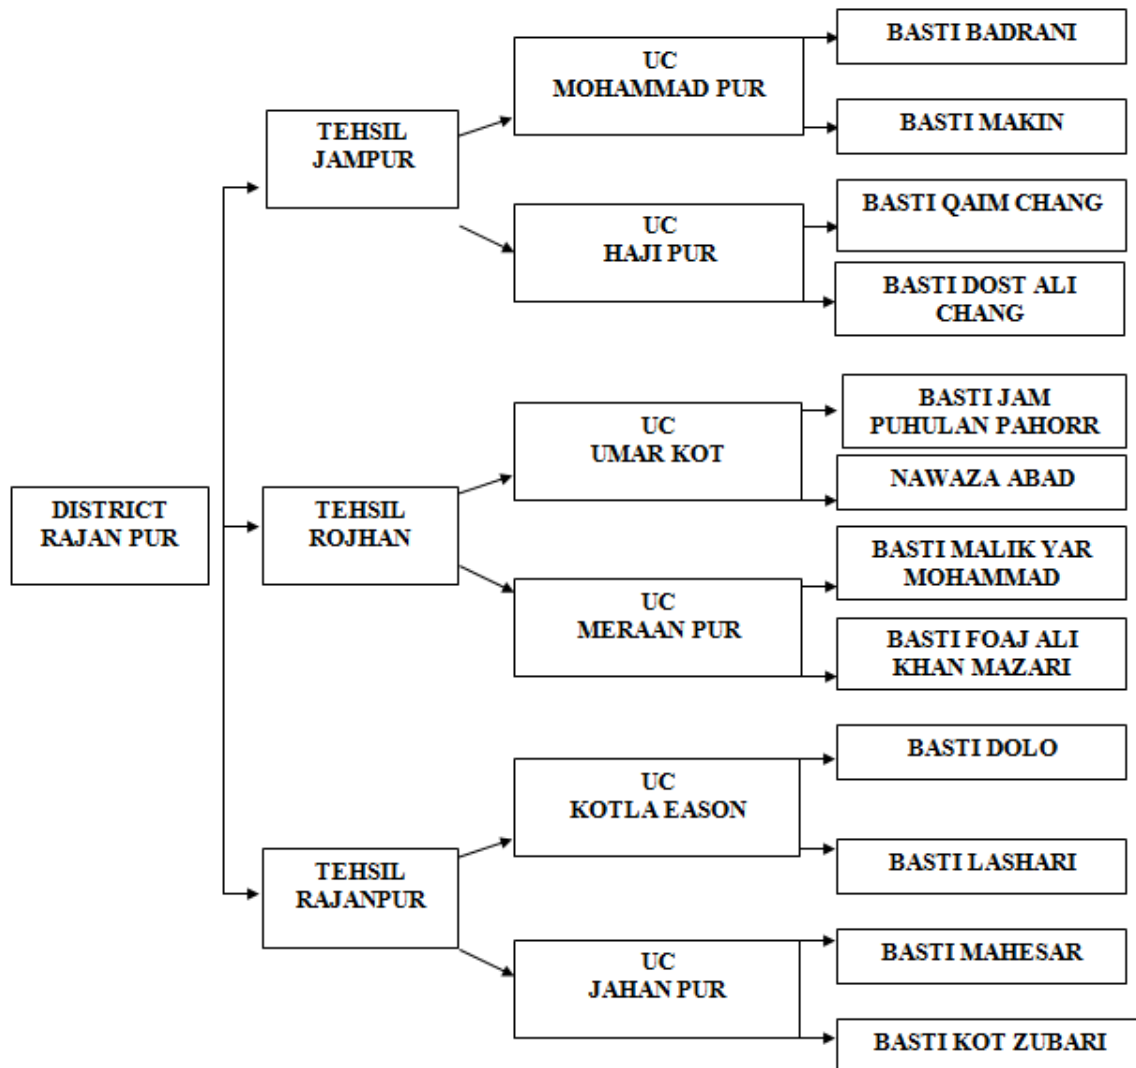 DISTRICT
RAJAN PUR
TEHSIL
JAMPUR
UC
MOHAMMAD PUR
BASTI BADRANI
BASTI MAKIN
UC
HAJI PUR
BASTI QAIM CHANG
BASTI DOST ALI
CHANG
TEHSIL
ROJHAN
UC
UMAR KOT
BASTI JAM
PUHULAN PAHORR
NAWAZA ABAD
UC
MERAAN PUR
BASTI MALIK YAR
MOHAMMAD
BASTI FOAJ ALI
KHAN MAZARI
TEHSIL
RAJANPUR
UC
KOTLA EASON
BASTI DOLO
BASTI LASHARI
UC
JAHAN PUR
BASTI MAHESAR
BASTI KOT ZUBARI